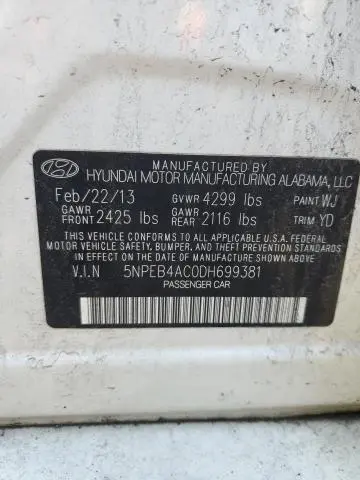 MANUFACTURED BY
HYUNDAI MOTOR MANUFACTURING ALABAMA, LLC
Feb/22/13 GVWR 4299 lbs PAINT WJ
GAWR FRONT 2425 lbs GAWR REAR 2116 lbs TRIM YD
THIS VEHICLE CONFORMS TO ALL APPLICABLE U.S.A. FEDERAL
MOTOR VEHICLE SAFETY, BUMPER, AND THEFT PREVENTION
STANDARDS IN EFFECT ON THE DATE OF MANUFACTURE SHOWN ABOVE.
V.I.N 5NPEB4AC0DH699381
PASSENGER CAR